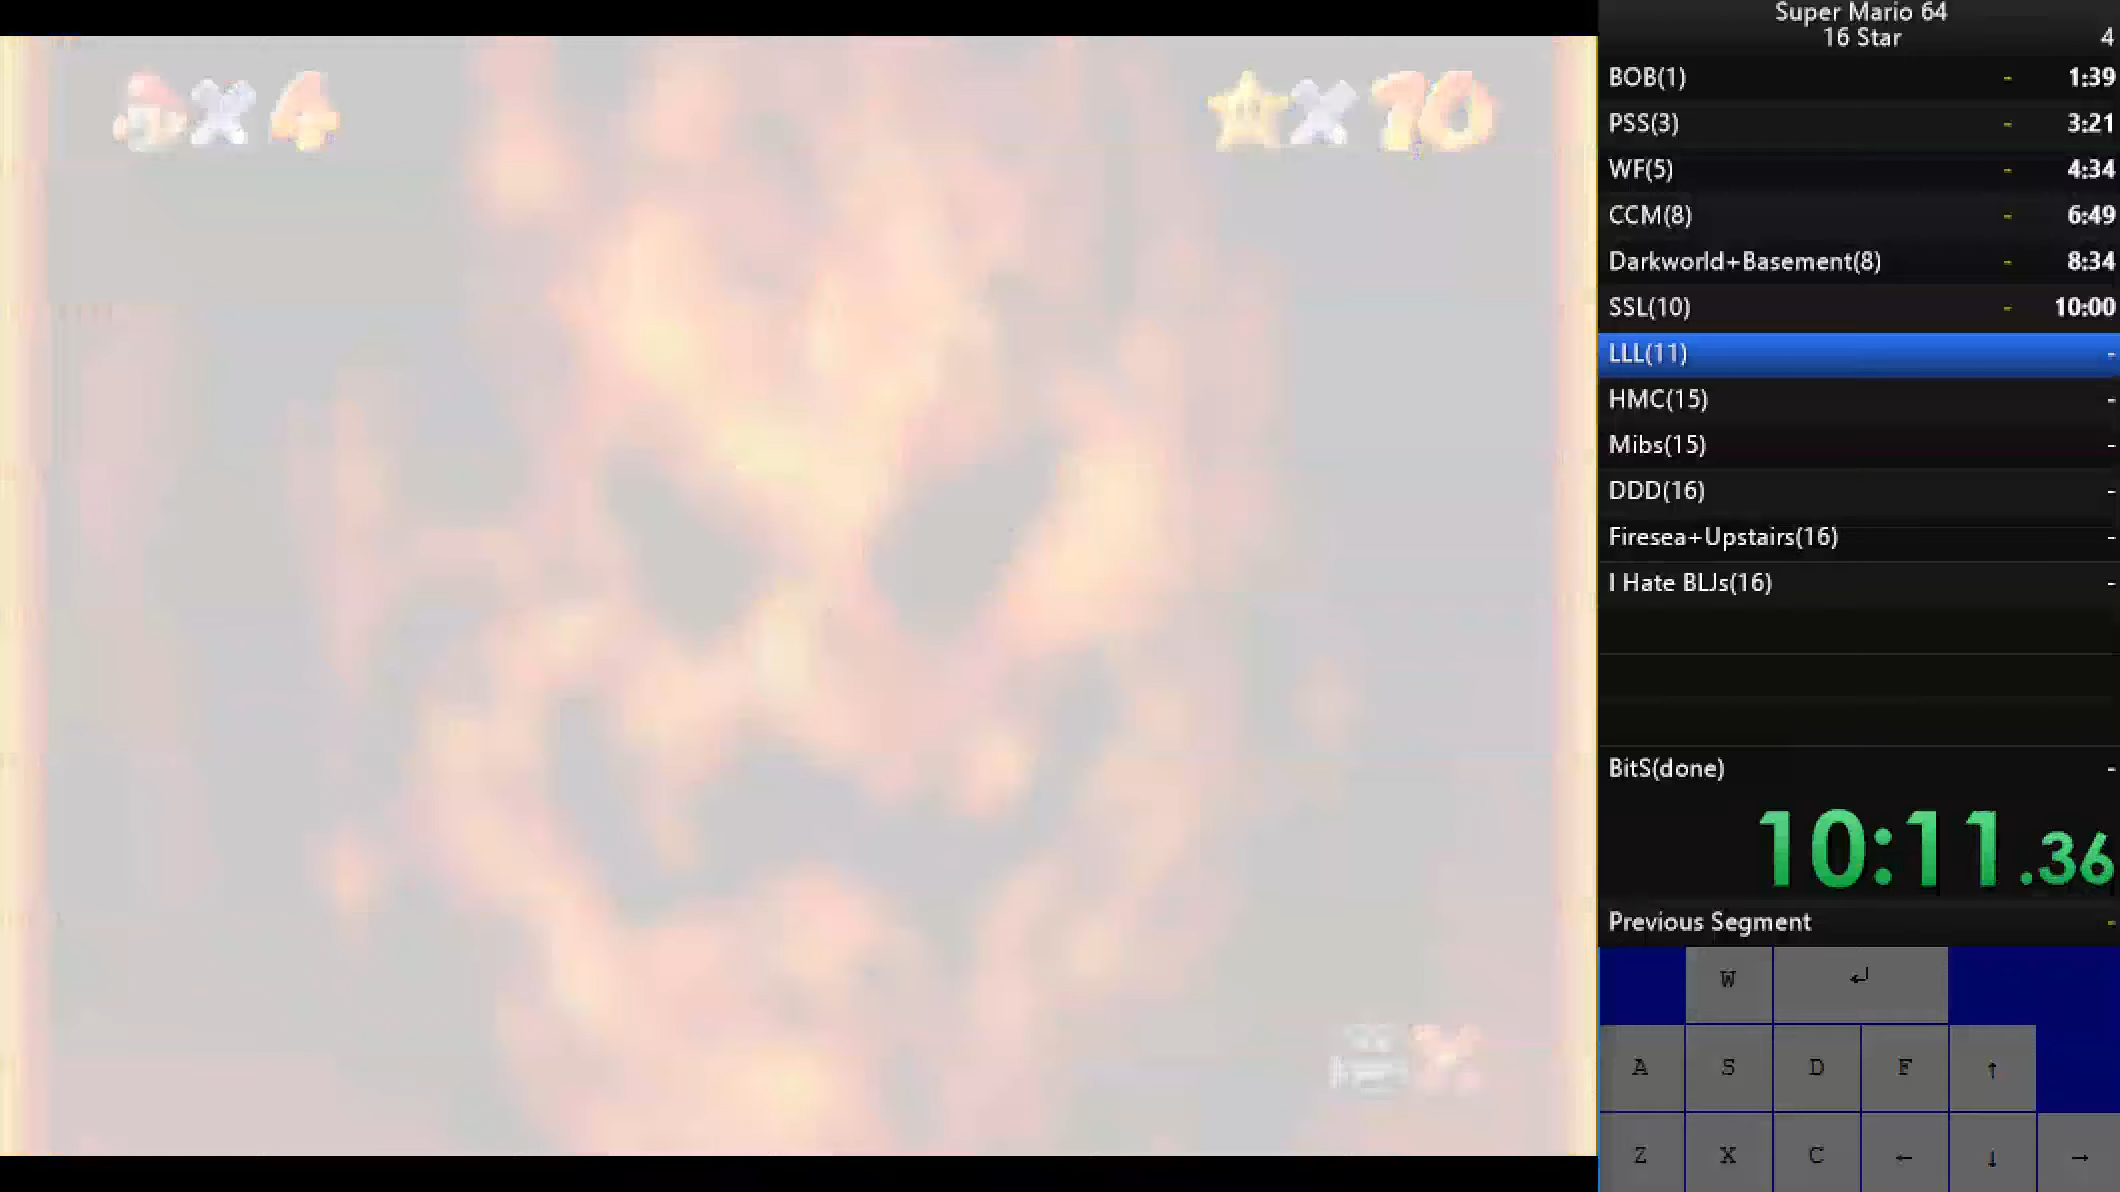 × 4
× 10
×
Super Mario 64
16 Star 4
BOB(1) - 1:39
PSS(3) - 3:21
WF(5) - 4:34
CCM(8) - 6:49
Darkworld+Basement(8) - 8:34
SSL(10) - 10:00
LLL(11) -
HMC(15) -
Mibs(15) -
DDD(16) -
Firesea+Upstairs(16) -
I Hate BLJs(16) -
BitS(done) -
10:11.36
Previous Segment -
W ↵
A S D F ↑
Z X C ← ↓ →